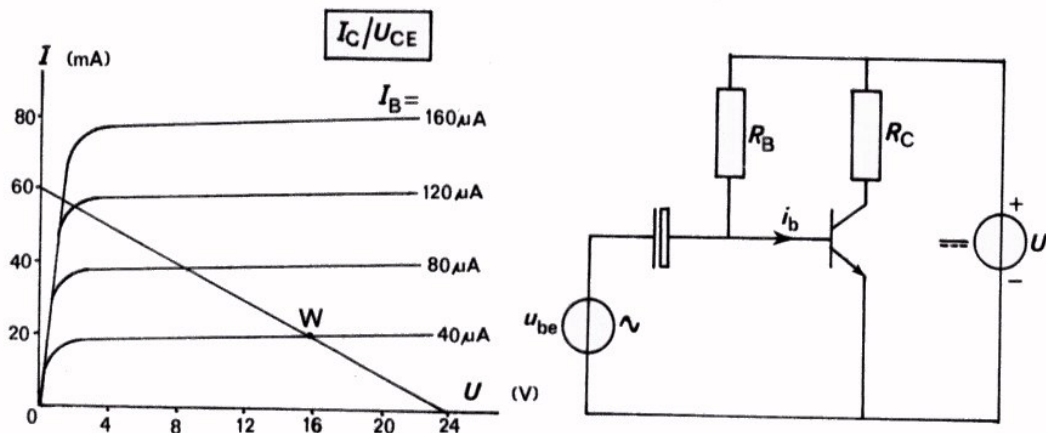 I_C/U_CE
I (mA)
I_B=
80
160μA
60
120μA
40
80μA
W
20
40μA
U (V)
0
4
8
12
16
20
24
R_B
R_C
i_b
+
U
−
u_be
~